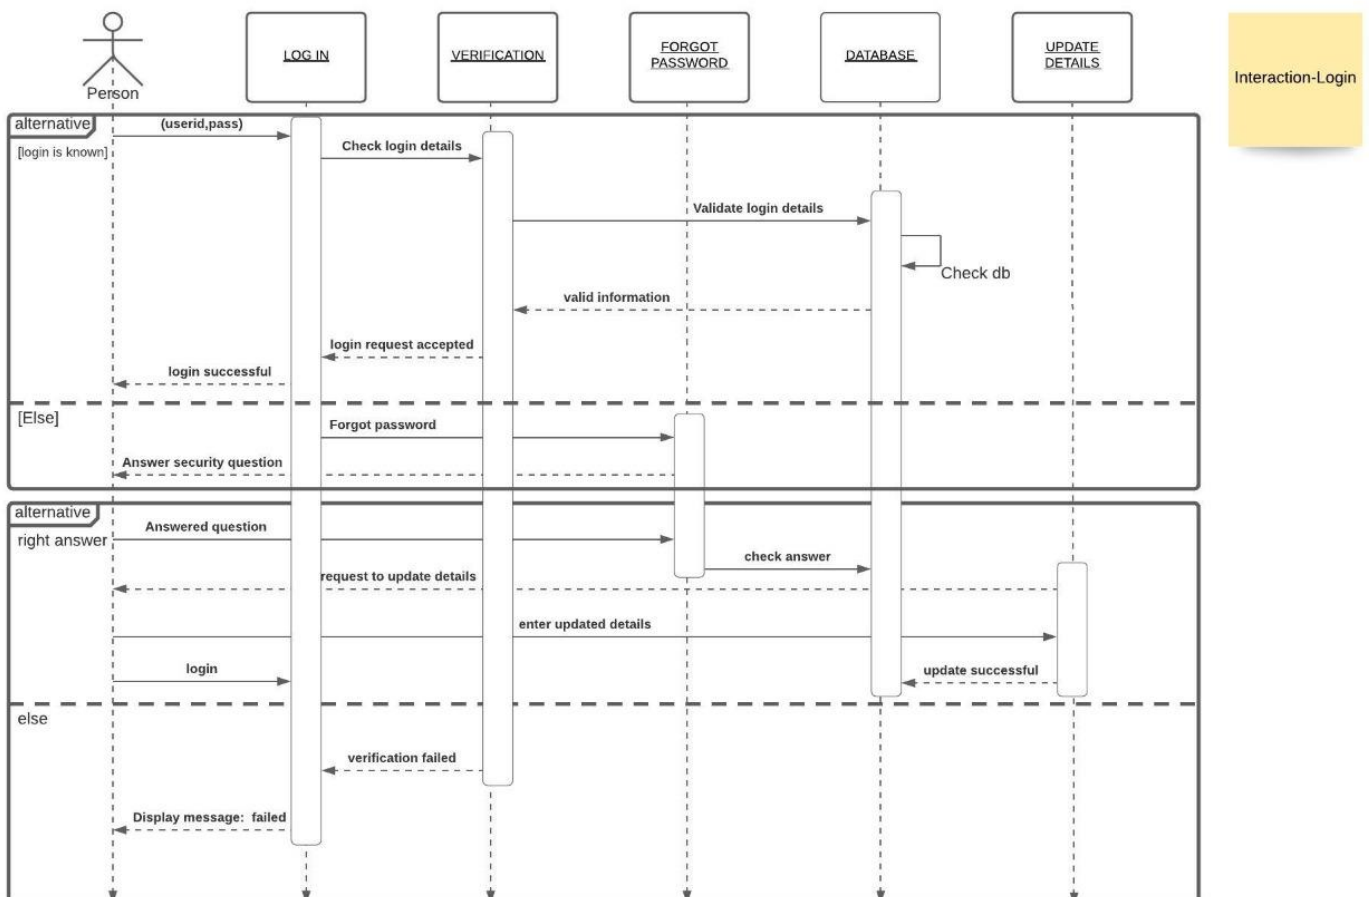 Person
LOG IN
VERIFICATION
FORGOT
PASSWORD
DATABASE
UPDATE
DETAILS
Interaction-Login
alternative
(userid,pass)
[login is known]
Check login details
Validate login details
Check db
valid information
login request accepted
login successful
[Else]
Forgot password
Answer security question
alternative
Answered question
right answer
check answer
request to update details
enter updated details
login
update successful
else
verification failed
Display message: failed